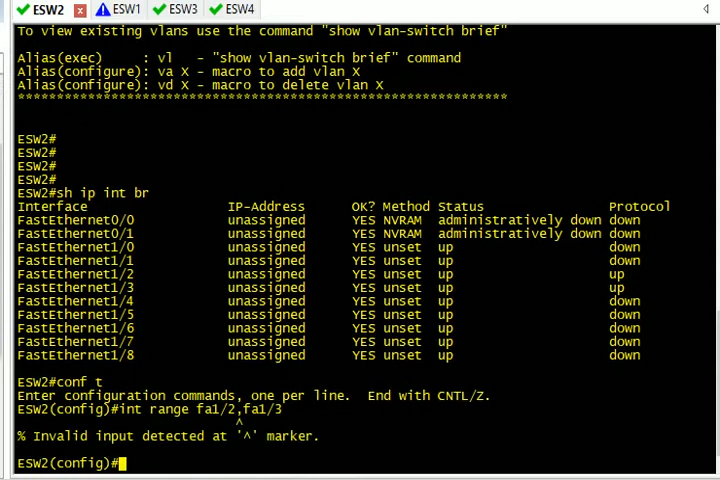 ESW2 ESW1 ESW3 ESW4
To view existing vlans use the command "show vlan-switch brief"
Alias(exec)      : vl   - "show vlan-switch brief" command
Alias(configure): va X - macro to add vlan X
Alias(configure): vd X - macro to delete vlan X
***************************************************************
ESW2#
ESW2#
ESW2#
ESW2#
ESW2#sh ip int br
Interface                  IP-Address      OK? Method Status                Protocol
FastEthernet0/0            unassigned      YES NVRAM  administratively down down
FastEthernet0/1            unassigned      YES NVRAM  administratively down down
FastEthernet1/0            unassigned      YES unset  up                    down
FastEthernet1/1            unassigned      YES unset  up                    down
FastEthernet1/2            unassigned      YES unset  up                    up
FastEthernet1/3            unassigned      YES unset  up                    up
FastEthernet1/4            unassigned      YES unset  up                    down
FastEthernet1/5            unassigned      YES unset  up                    down
FastEthernet1/6            unassigned      YES unset  up                    down
FastEthernet1/7            unassigned      YES unset  up                    down
FastEthernet1/8            unassigned      YES unset  up                    down
ESW2#conf t
Enter configuration commands, one per line.  End with CNTL/Z.
ESW2(config)#int range fa1/2,fa1/3
                            ^
% Invalid input detected at '^' marker.
ESW2(config)#